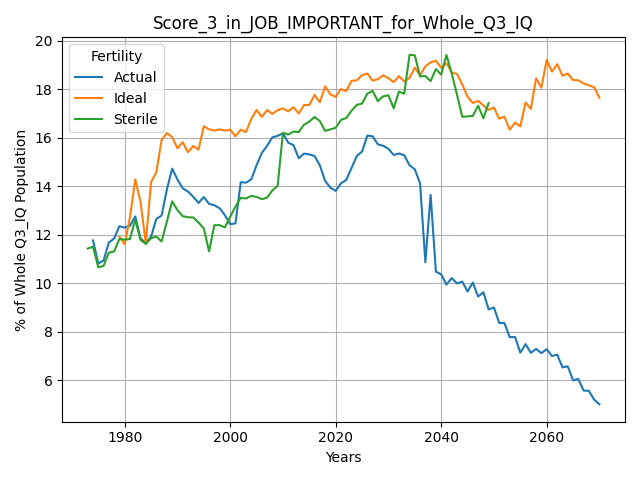 Score_3_in_JOB_IMPORTANT_for_Whole_Q3_IQ
Fertility
Actual
Ideal
Sterile
% of Whole Q3_IQ Population
20
18
16
14
12
10
8
6
1980 2000 2020 2040 2060
Years